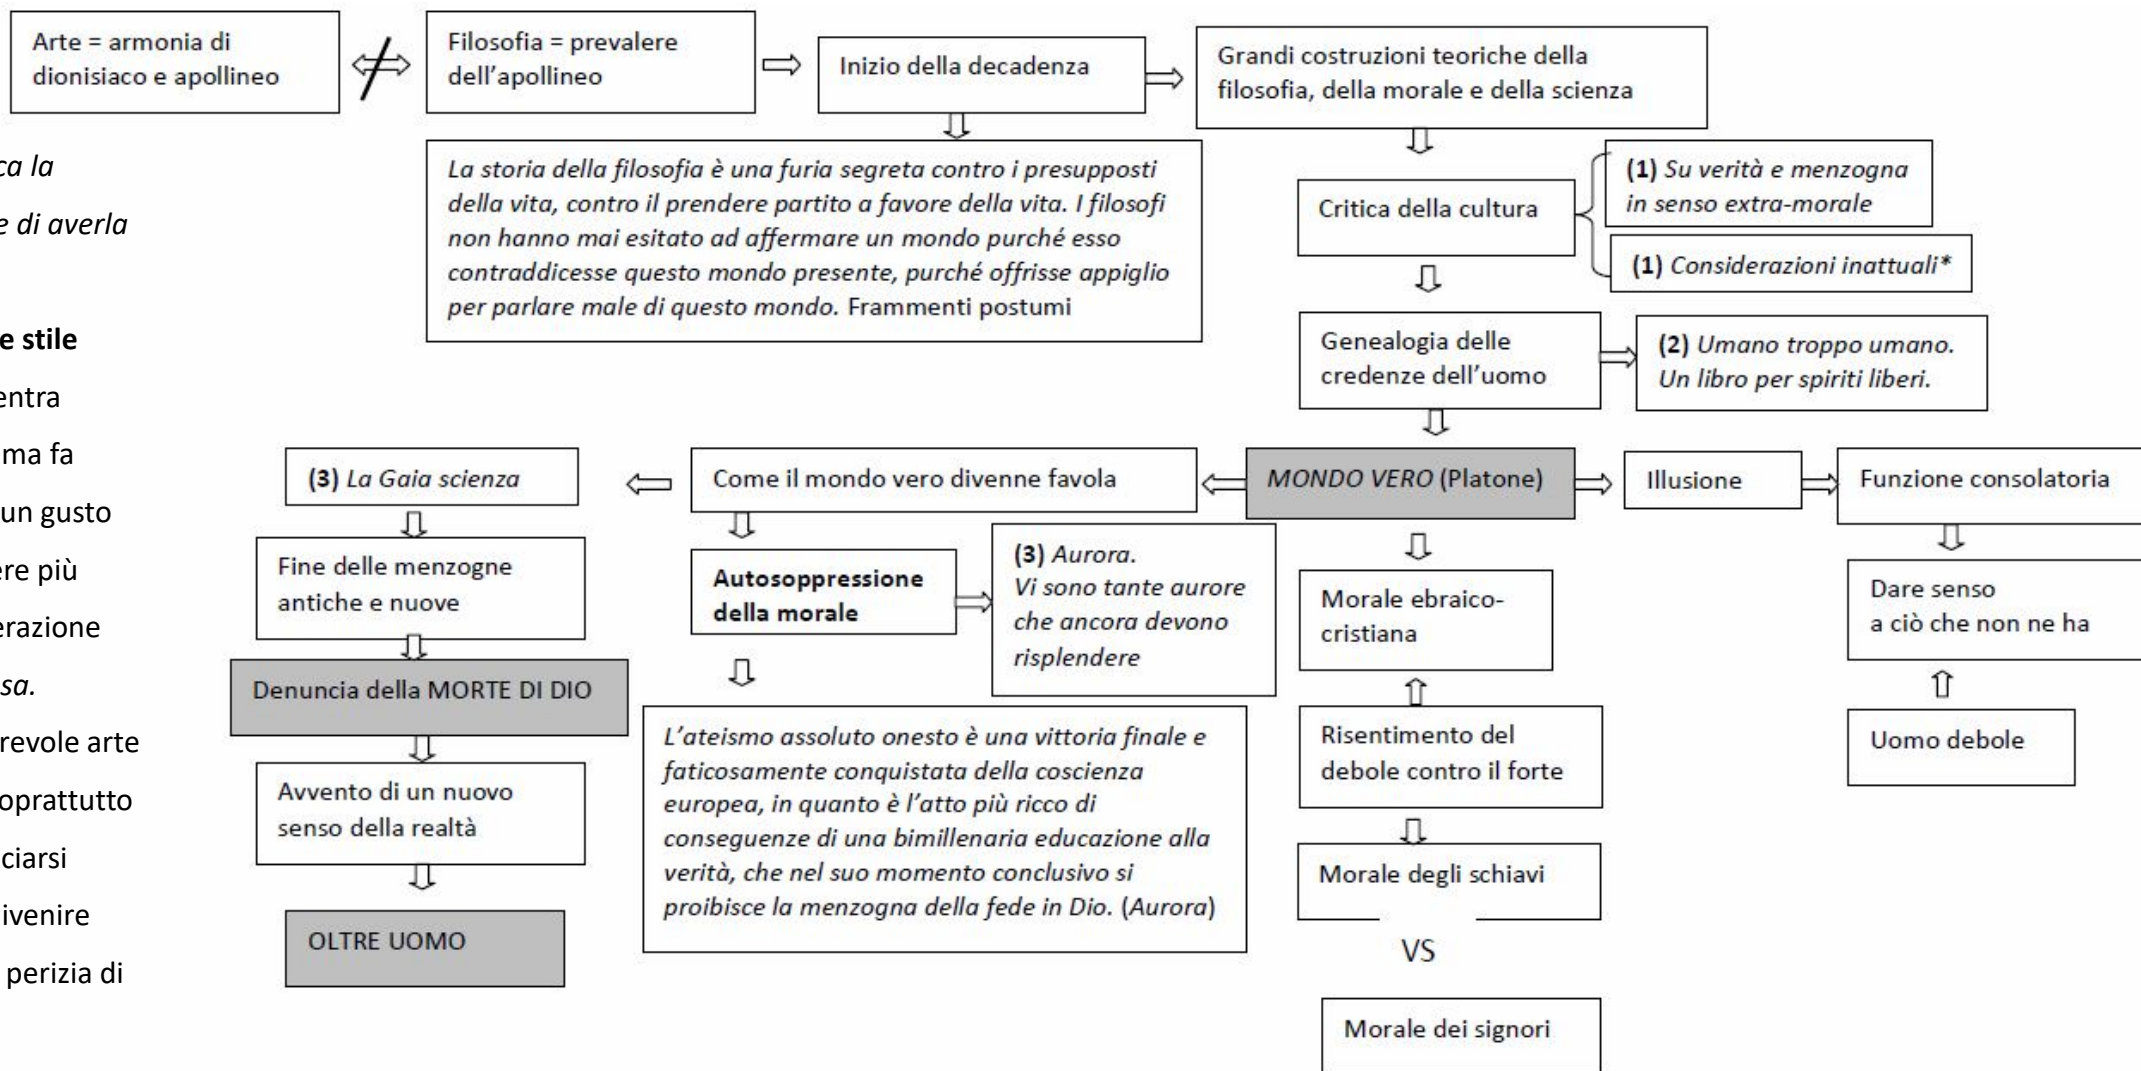 Arte = armonia di
dionisiaco e apollineo
Filosofia = prevalere
dell'apollineo
Inizio della decadenza
Grandi costruzioni teoriche della
filosofia, della morale e della scienza
La storia della filosofia è una furia segreta contro i presupposti
della vita, contro il prendere partito a favore della vita. I filosofi
non hanno mai esitato ad affermare un mondo purché esso
contraddicesse questo mondo presente, purché offrisse appiglio
per parlare male di questo mondo. Frammenti postumi
Critica della cultura
(1) Su verità e menzogna
in senso extra-morale
(1) Considerazioni inattuali*
Genealogia delle
credenze dell'uomo
(2) Umano troppo umano.
Un libro per spiriti liberi.
(3) La Gaia scienza
Come il mondo vero divenne favola
MONDO VERO (Platone)
Illusione
Funzione consolatoria
Fine delle menzogne
antiche e nuove
Autosoppressione
della morale
(3) Aurora.
Vi sono tante aurore
che ancora devono
risplendere
Morale ebraico-
cristiana
Dare senso
a ciò che non ne ha
Denuncia della MORTE DI DIO
L'ateismo assoluto onesto è una vittoria finale e
faticosamente conquistata della coscienza
europea, in quanto è l'atto più ricco di
conseguenze di una bimillenaria educazione alla
verità, che nel suo momento conclusivo si
proibisce la menzogna della fede in Dio. (Aurora)
Risentimento del
debole contro il forte
Uomo debole
Avvento di un nuovo
senso della realtà
Morale degli schiavi
OLTRE UOMO
VS
Morale dei signori
ca la
e di averla
e stile
entra
ma fa
un gusto
ere più
erazione
sa.
revole arte
oprattutto
ciarsi
ivenire
perizia di